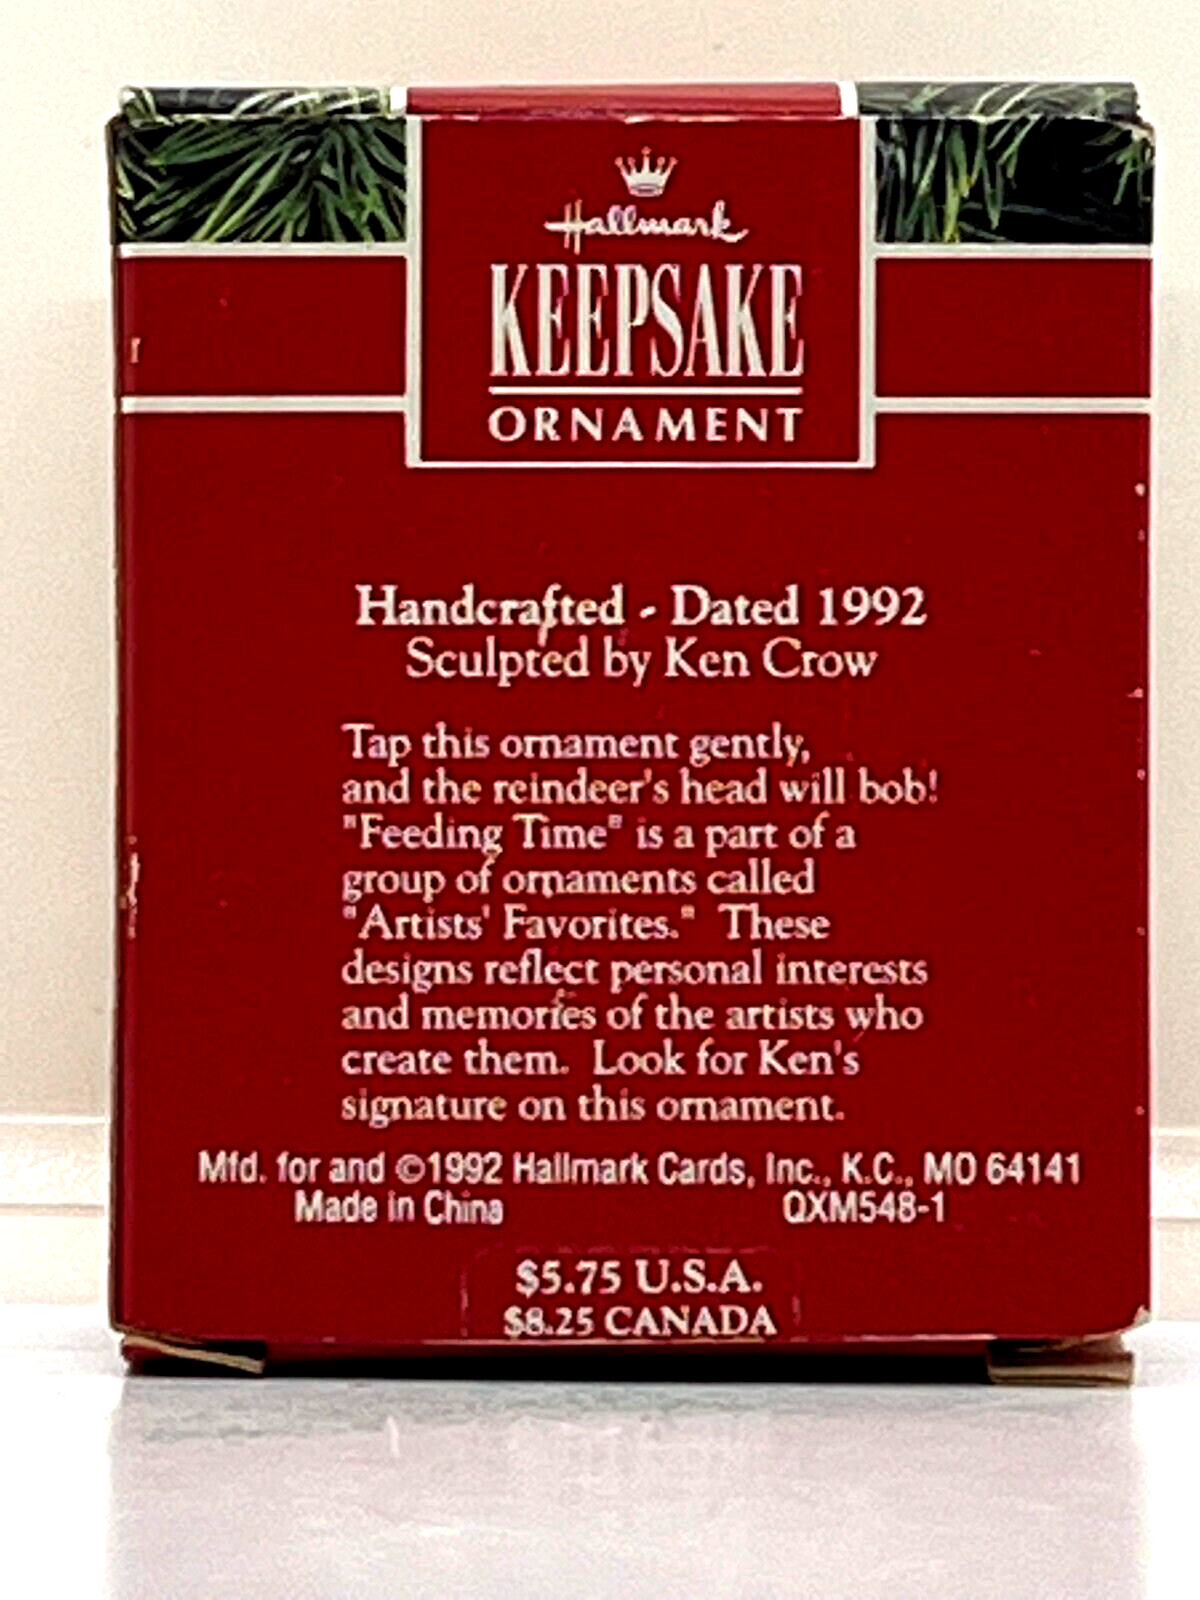 Hallmark
KEEPSAKE
ORNAMENT
Handcrafted - Dated 1992
Sculpted by Ken Crow
Tap this ornament gently,
and the reindeer's head will bob!
"Feeding Time" is a part of a
group of ornaments called
"Artists' Favorites."  These
designs reflect personal interests
and memories of the artists who
create them.  Look for Ken's
signature on this ornament.
Mfd. for and ©1992 Hallmark Cards, Inc., K.C., MO 64141
Made in China QXM548-1
$5.75 U.S.A.
$8.25 CANADA